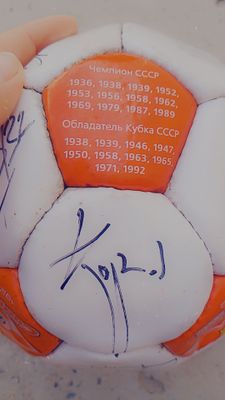 Чемпион СССР
1936, 1938, 1939, 1952,
1953, 1956, 1958, 1962,
1969, 1979, 1987, 1989
Обладатель Кубка СССР
1938, 1939, 1946, 1947,
1950, 1958, 1963, 1965,
1971, 1992